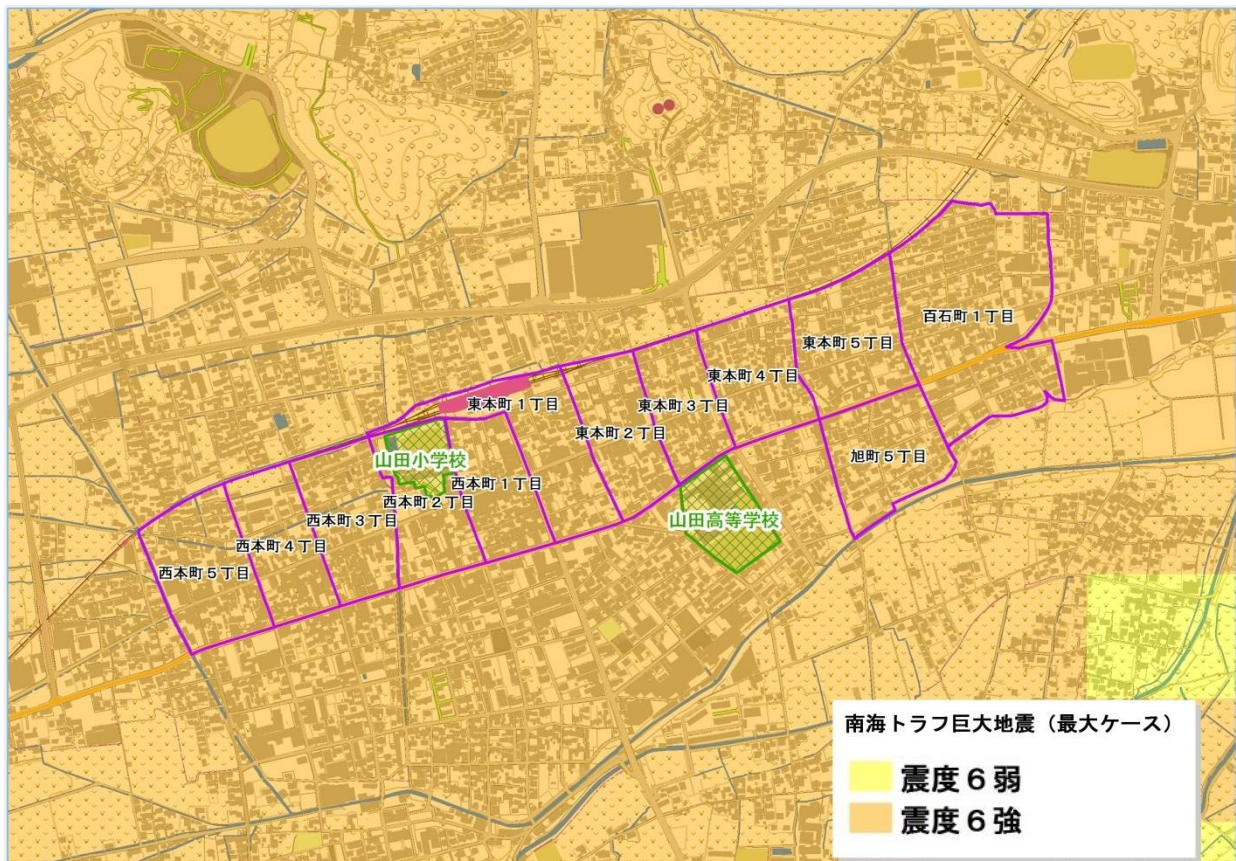 百石町1丁目
東本町5丁目
東本町4丁目
東本町1丁目
東本町3丁目
東本町2丁目
旭町5丁目
山田小学校
西本町1丁目
西本町2丁目
山田高等学校
西本町3丁目
西本町4丁目
西本町5丁目
南海トラフ巨大地震(最大ケース)
震度6弱
震度6強